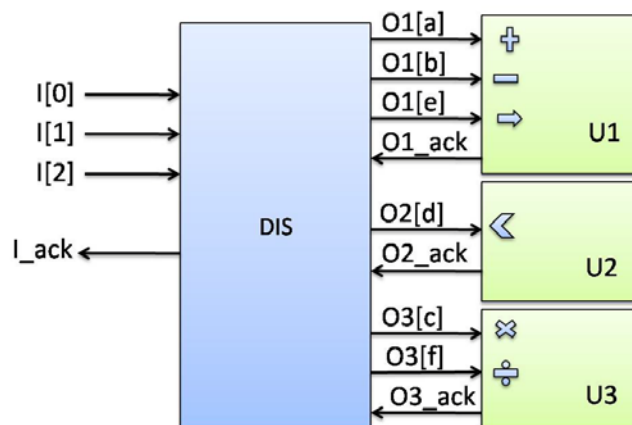 I[0]
I[1]
I[2]
I_ack
DIS
O1[a]
O1[b]
O1[e]
O1_ack
U1
O2[d]
O2_ack
U2
O3[c]
O3[f]
O3_ack
U3